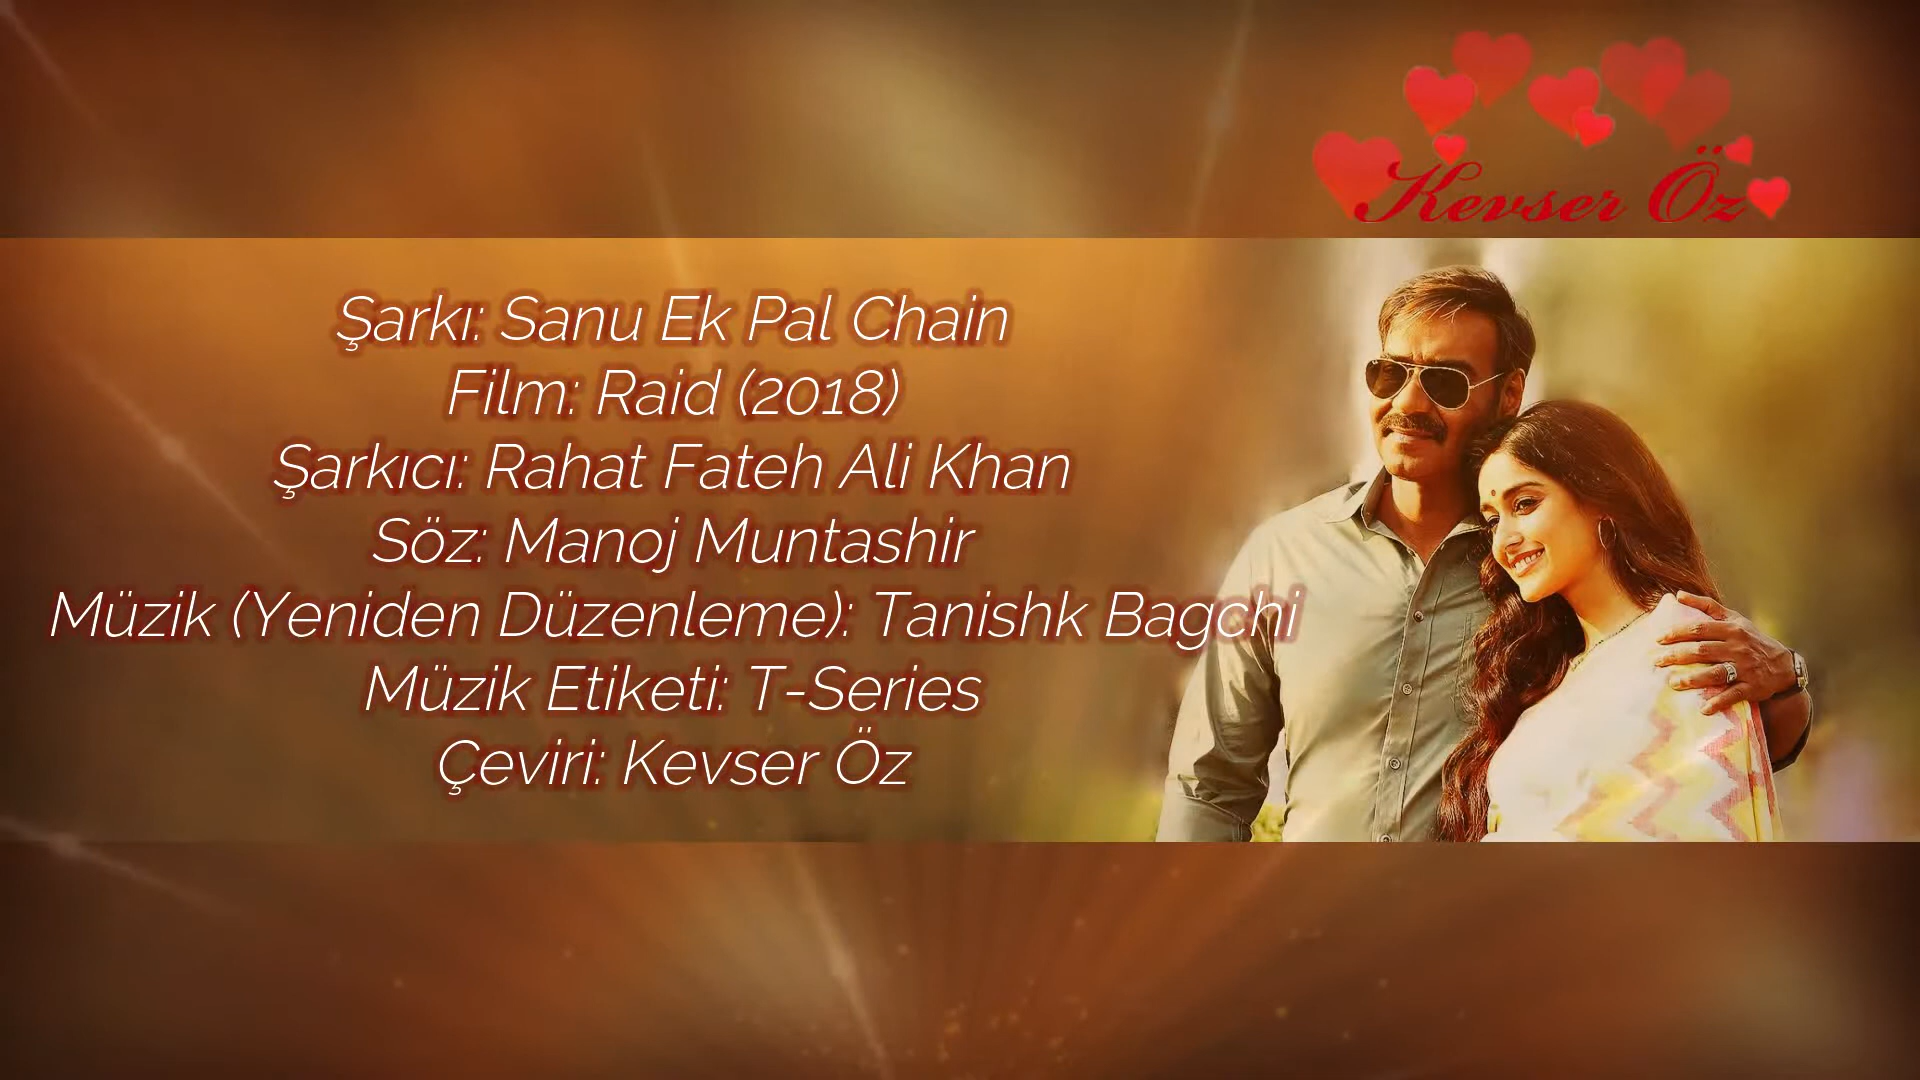 Kevser Öz
Şarkı: Sanu Ek Pal Chain
Film: Raid (2018)
Şarkıcı: Rahat Fateh Ali Khan
Söz: Manoj Muntashir
Müzik (Yeniden Düzenleme): Tanishk Bagchi
Müzik Etiketi: T-Series
Çeviri: Kevser Öz